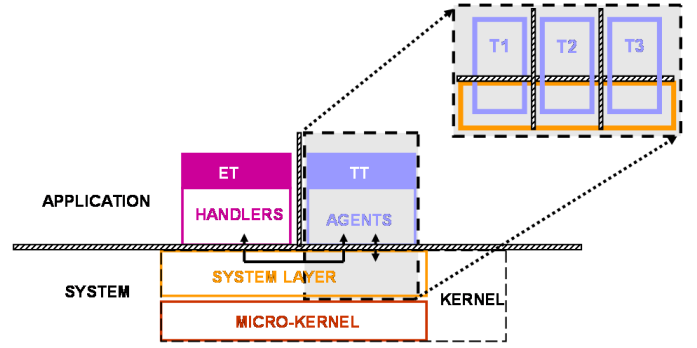 T1 T2 T3
ET TT
APPLICATION
HANDLERS AGENTS
SYSTEM LAYER
SYSTEM KERNEL
MICRO-KERNEL